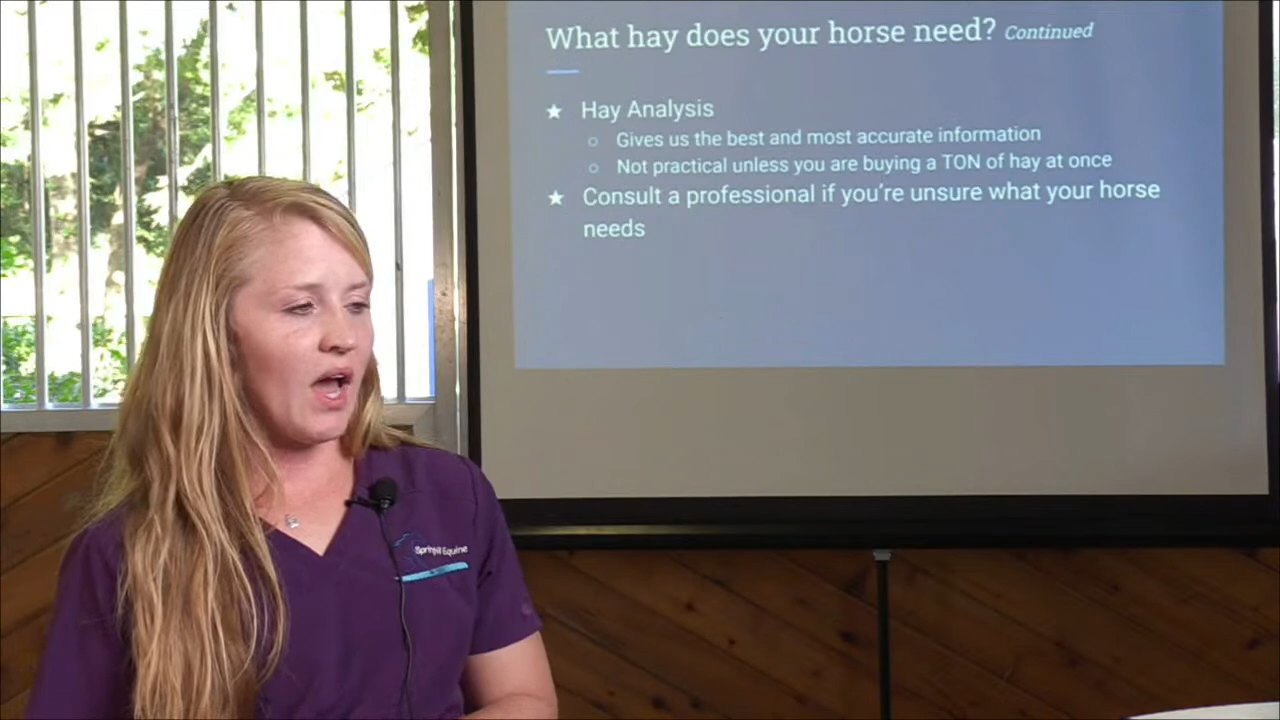 What hay does your horse need? Continued
★ Hay Analysis
○ Gives us the best and most accurate information
○ Not practical unless you are buying a TON of hay at once
★ Consult a professional if you're unsure what your horse
needs
Springhill Equine